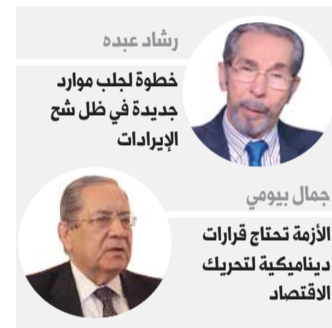 رشاد عبده
خطوة لجلب موارد
جديدة في ظل شح
الإيرادات
جمال بيومي
الأزمة تحتاج قرارات
ديناميكية لتحريك
الاقتصاد